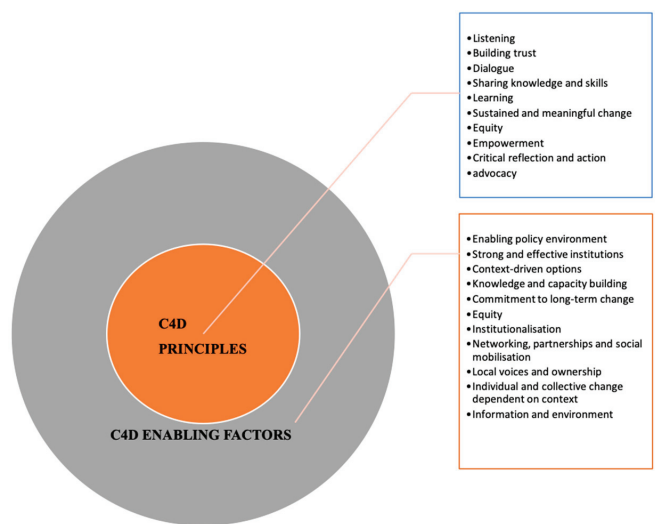 •Listening
•Building trust
•Dialogue
•Sharing knowledge and skills
•Learning
•Sustained and meaningful change
•Equity
•Empowerment
•Critical reflection and action
•advocacy
•Enabling policy environment
•Strong and effective institutions
•Context-driven options
•Knowledge and capacity building
•Commitment to long-term change
•Equity
•Institutionalisation
•Networking, partnerships and social
mobilisation
•Local voices and ownership
•Individual and collective change
dependent on context
•Information and environment
C4D
PRINCIPLES
C4D ENABLING FACTORS